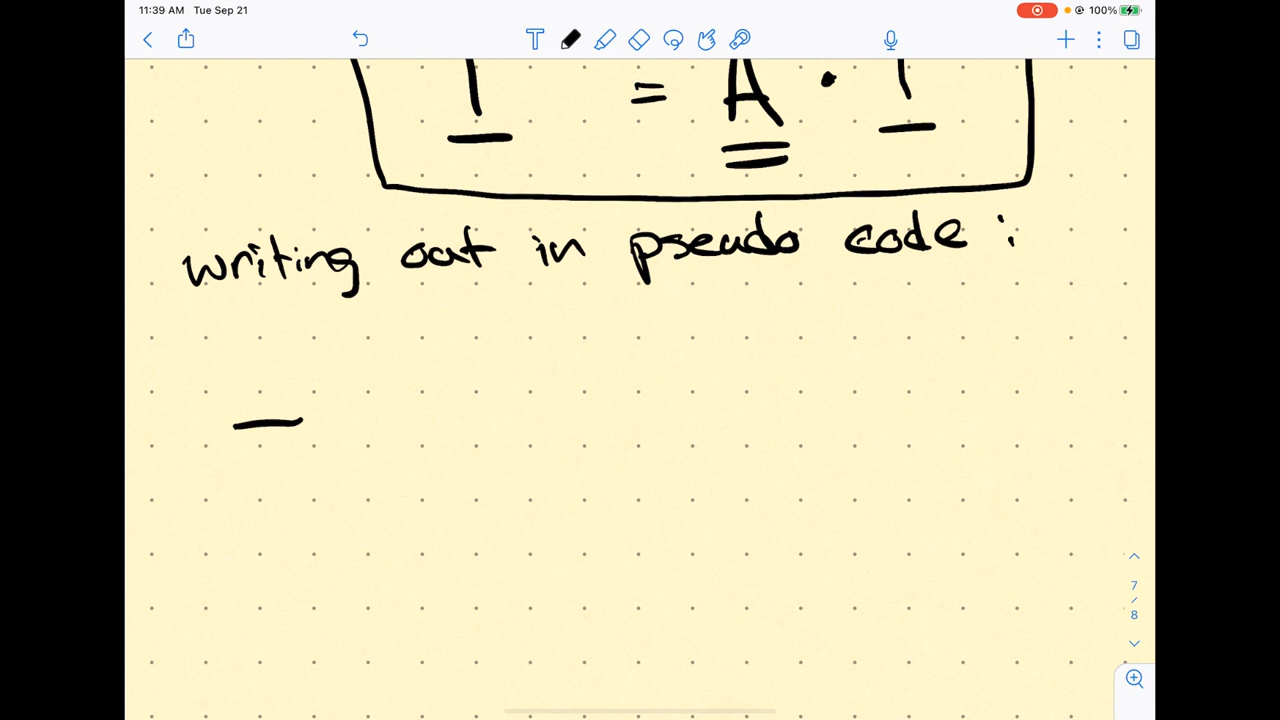 11:39 AM Tue Sep 21
100%
T
= A ·
writing out in pseudo code :
7
/
8